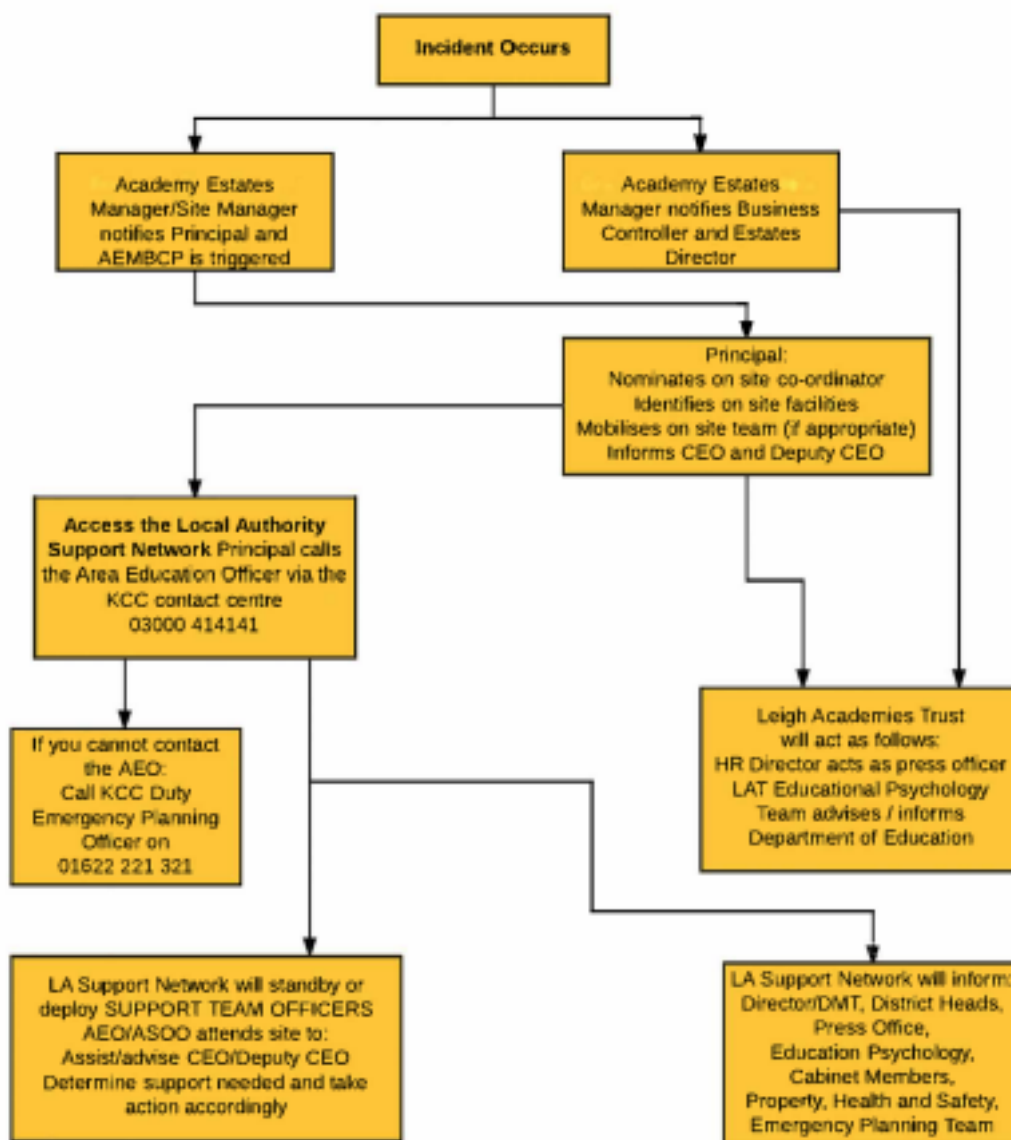 Incident Occurs
Academy Estates
Manager/Site Manager
notifies Principal and
AEMBCP is triggered
Academy Estates
Manager notifies Business
Controller and Estates
Director
Principal:
Nominates on site co-ordinator
Identifies on site facilities
Mobilises on site team (if appropriate)
Informs CEO and Deputy CEO
Access the Local Authority
Support Network Principal calls
the Area Education Officer via the
KCC contact centre
03000 414141
If you cannot contact
the AEO:
Call KCC Duty
Emergency Planning
Officer on
01622 221 321
Leigh Academies Trust
will act as follows:
HR Director acts as press officer
LAT Educational Psychology
Team advises / informs
Department of Education
LA Support Network will standby or
deploy SUPPORT TEAM OFFICERS
AEO/ASOO attends site to:
Assist/advise CEO/Deputy CEO
Determine support needed and take
action accordingly
LA Support Network will inform:
Director/DMT, District Heads,
Press Office,
Education Psychology,
Cabinet Members,
Property, Health and Safety,
Emergency Planning Team